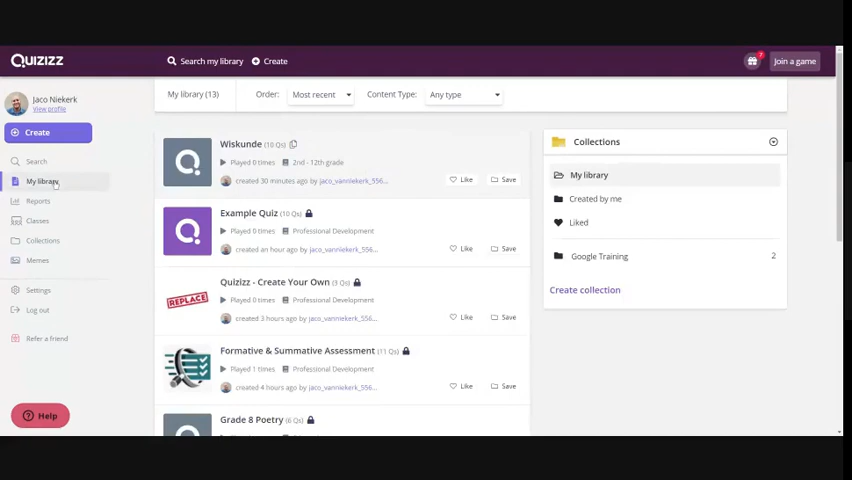 QUIZIZZ
Search my library
Create
7
Join a game
Jaco Niekerk
View profile
Create
Search
My library
Reports
Classes
Collections
Memes
Settings
Log out
Refer a friend
Help
My library (13)
Order:
Most recent
Content Type:
Any type
Wiskunde (10 Qs)
Played 0 times
2nd - 12th grade
created 30 minutes ago by jaco_vanniekerk_556...
Like
Save
Example Quiz (10 Qs)
Played 0 times
Professional Development
created an hour ago by jaco_vanniekerk_556...
Like
Save
Quizizz - Create Your Own (3 Qs)
Played 0 times
Professional Development
created 3 hours ago by jaco_vanniekerk_556...
Like
Save
REPLACE
Formative & Summative Assessment (11 Qs)
Played 1 times
Professional Development
created 4 hours ago by jaco_vanniekerk_556...
Like
Save
Grade 8 Poetry (6 Qs)
Collections
My library
Created by me
Liked
Google Training
2
Create collection